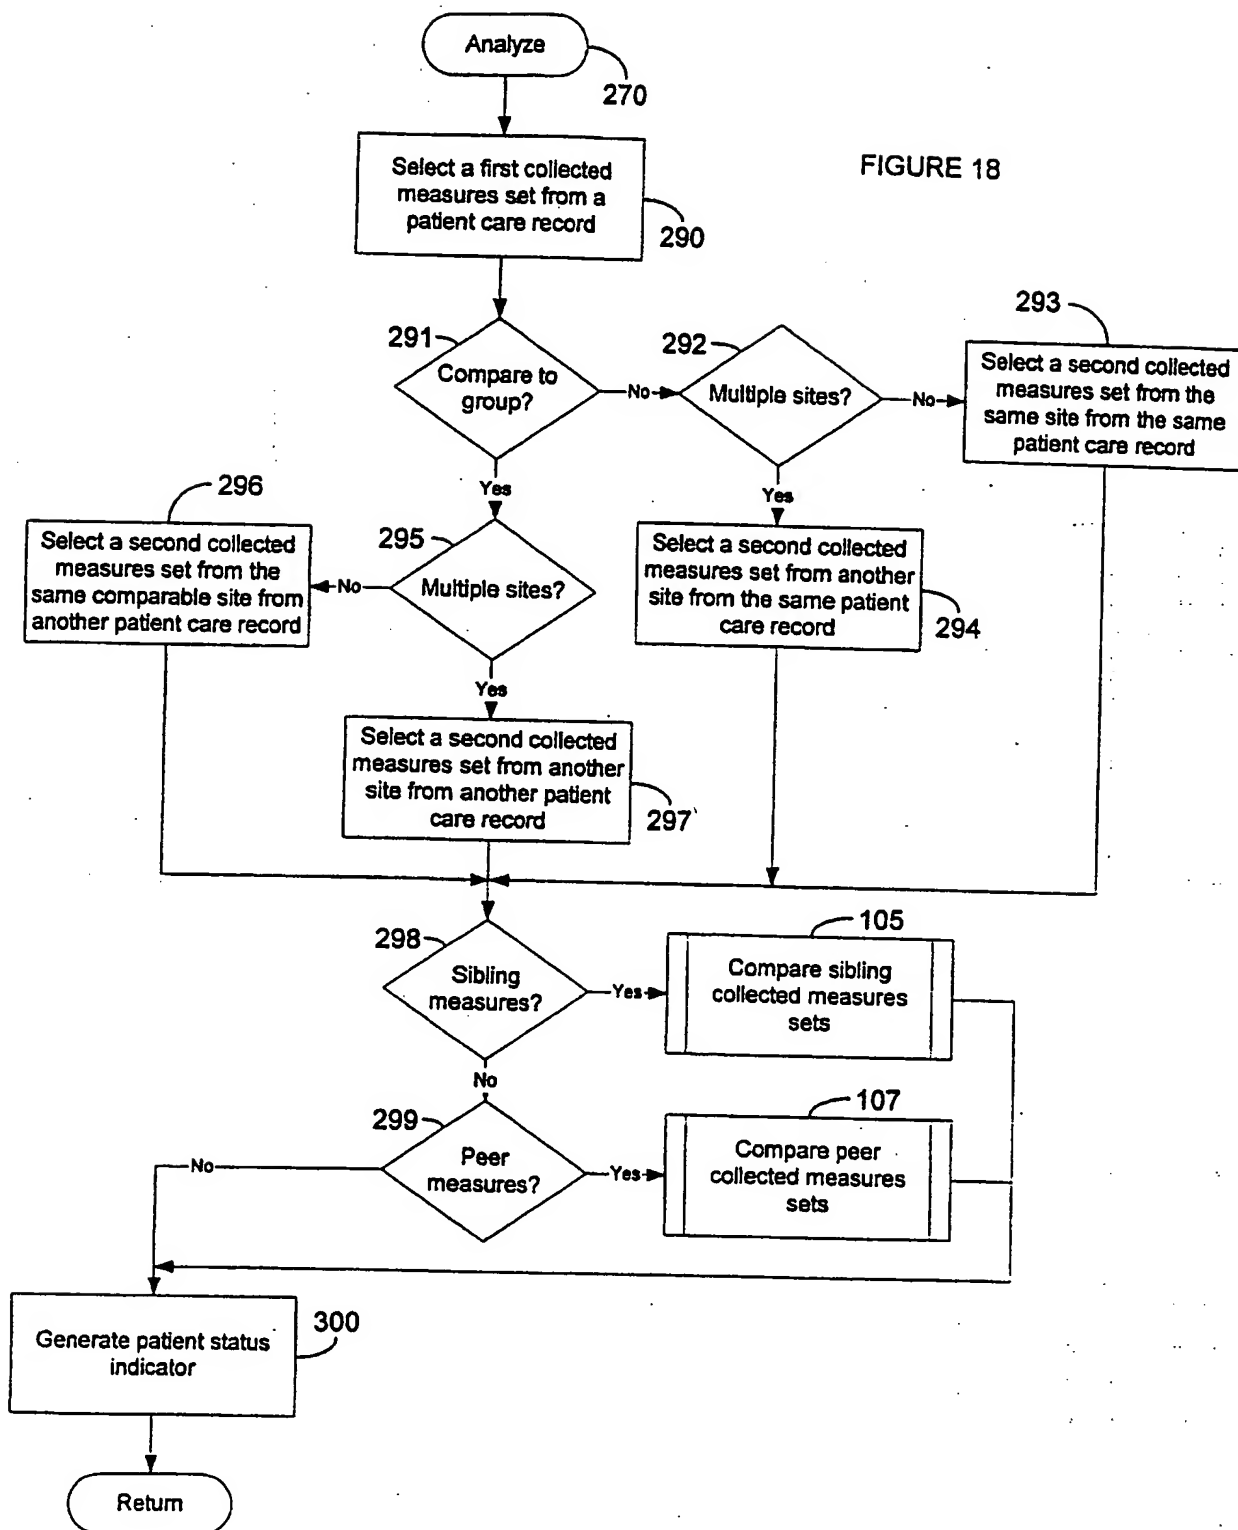 Analyze
270
FIGURE 18
Select a first collected
measures set from a
patient care record
290
291
Compare to
group?
No
292
Multiple sites?
No
293
Select a second collected
measures set from the
same site from the same
patient care record
Yes
Yes
296
Select a second collected
measures set from the
same comparable site from
another patient care record
No
295
Multiple sites?
Select a second collected
measures set from another
site from the same patient
care record
294
Yes
Select a second collected
measures set from another
site from another patient
care record
297
298
Sibling
measures?
Yes
105
Compare sibling
collected measures
sets
No
299
Peer
measures?
No
Yes
107
Compare peer
collected measures
sets
Generate patient status
indicator
300
Return